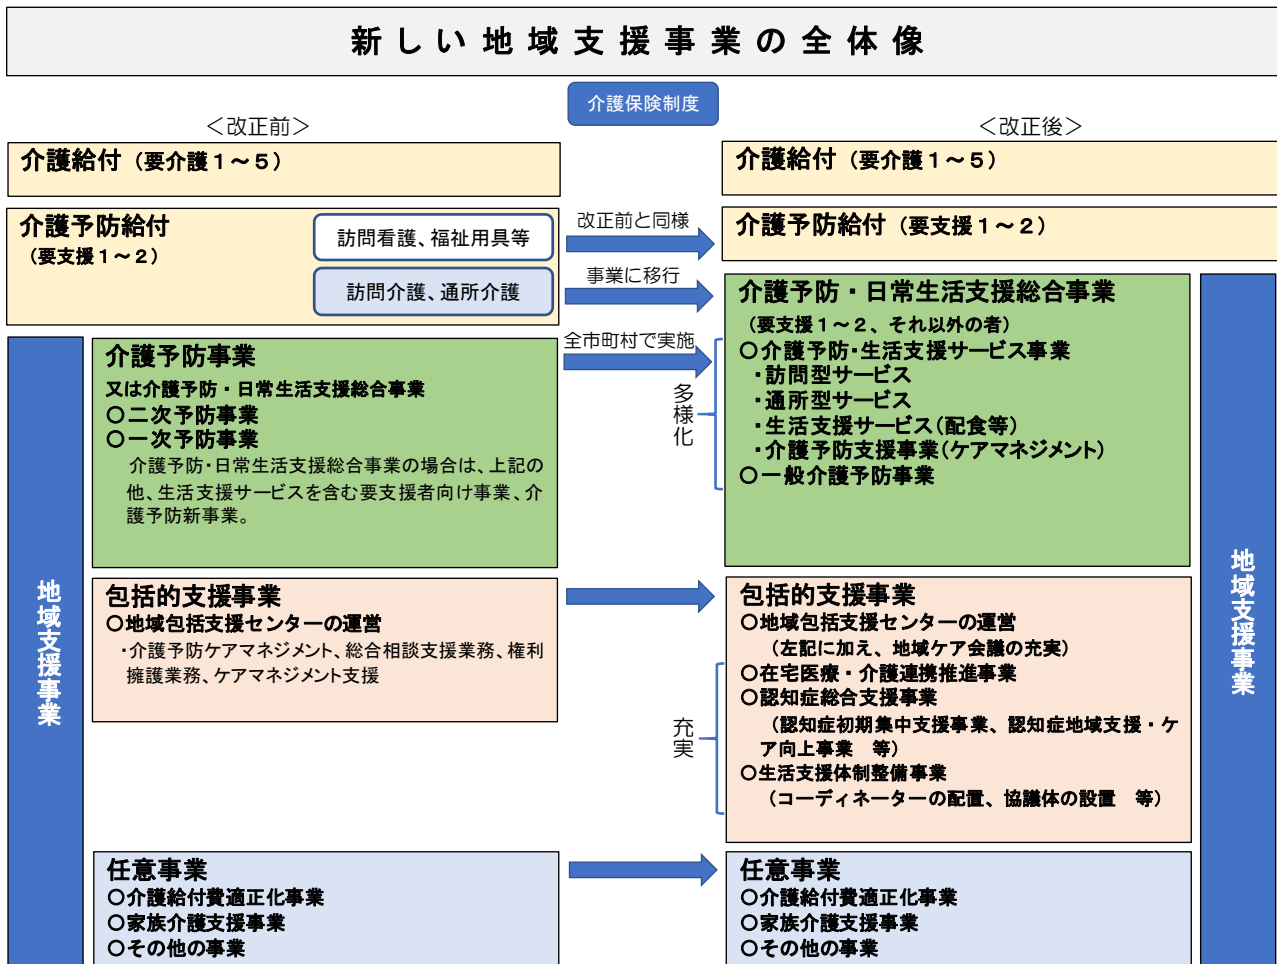 新しい地域支援事業の全体像
介護保険制度
＜改正前＞
介護給付（要介護１～５）
介護予防給付
（要支援１～２）
訪問看護、福祉用具等
訪問介護、通所介護
地域支援事業
介護予防事業
又は介護予防・日常生活支援総合事業
○二次予防事業
○一次予防事業
介護予防・日常生活支援総合事業の場合は、上記の
他、生活支援サービスを含む要支援者向け事業、介
護予防新事業。
包括的支援事業
○地域包括支援センターの運営
・介護予防ケアマネジメント、総合相談支援業務、権利
擁護業務、ケアマネジメント支援
任意事業
○介護給付費適正化事業
○家族介護支援事業
○その他の事業
改正前と同様
事業に移行
全市町村で実施
多様化
充実
＜改正後＞
介護給付（要介護１～５）
介護予防給付（要支援１～２）
介護予防・日常生活支援総合事業
（要支援１～２、それ以外の者）
○介護予防・生活支援サービス事業
・訪問型サービス
・通所型サービス
・生活支援サービス（配食等）
・介護予防支援事業（ケアマネジメント）
○一般介護予防事業
包括的支援事業
○地域包括支援センターの運営
（左記に加え、地域ケア会議の充実）
○在宅医療・介護連携推進事業
○認知症総合支援事業
（認知症初期集中支援事業、認知症地域支援・ケ
ア向上事業　等）
○生活支援体制整備事業
（コーディネーターの配置、協議体の設置　等）
任意事業
○介護給付費適正化事業
○家族介護支援事業
○その他の事業
地域支援事業